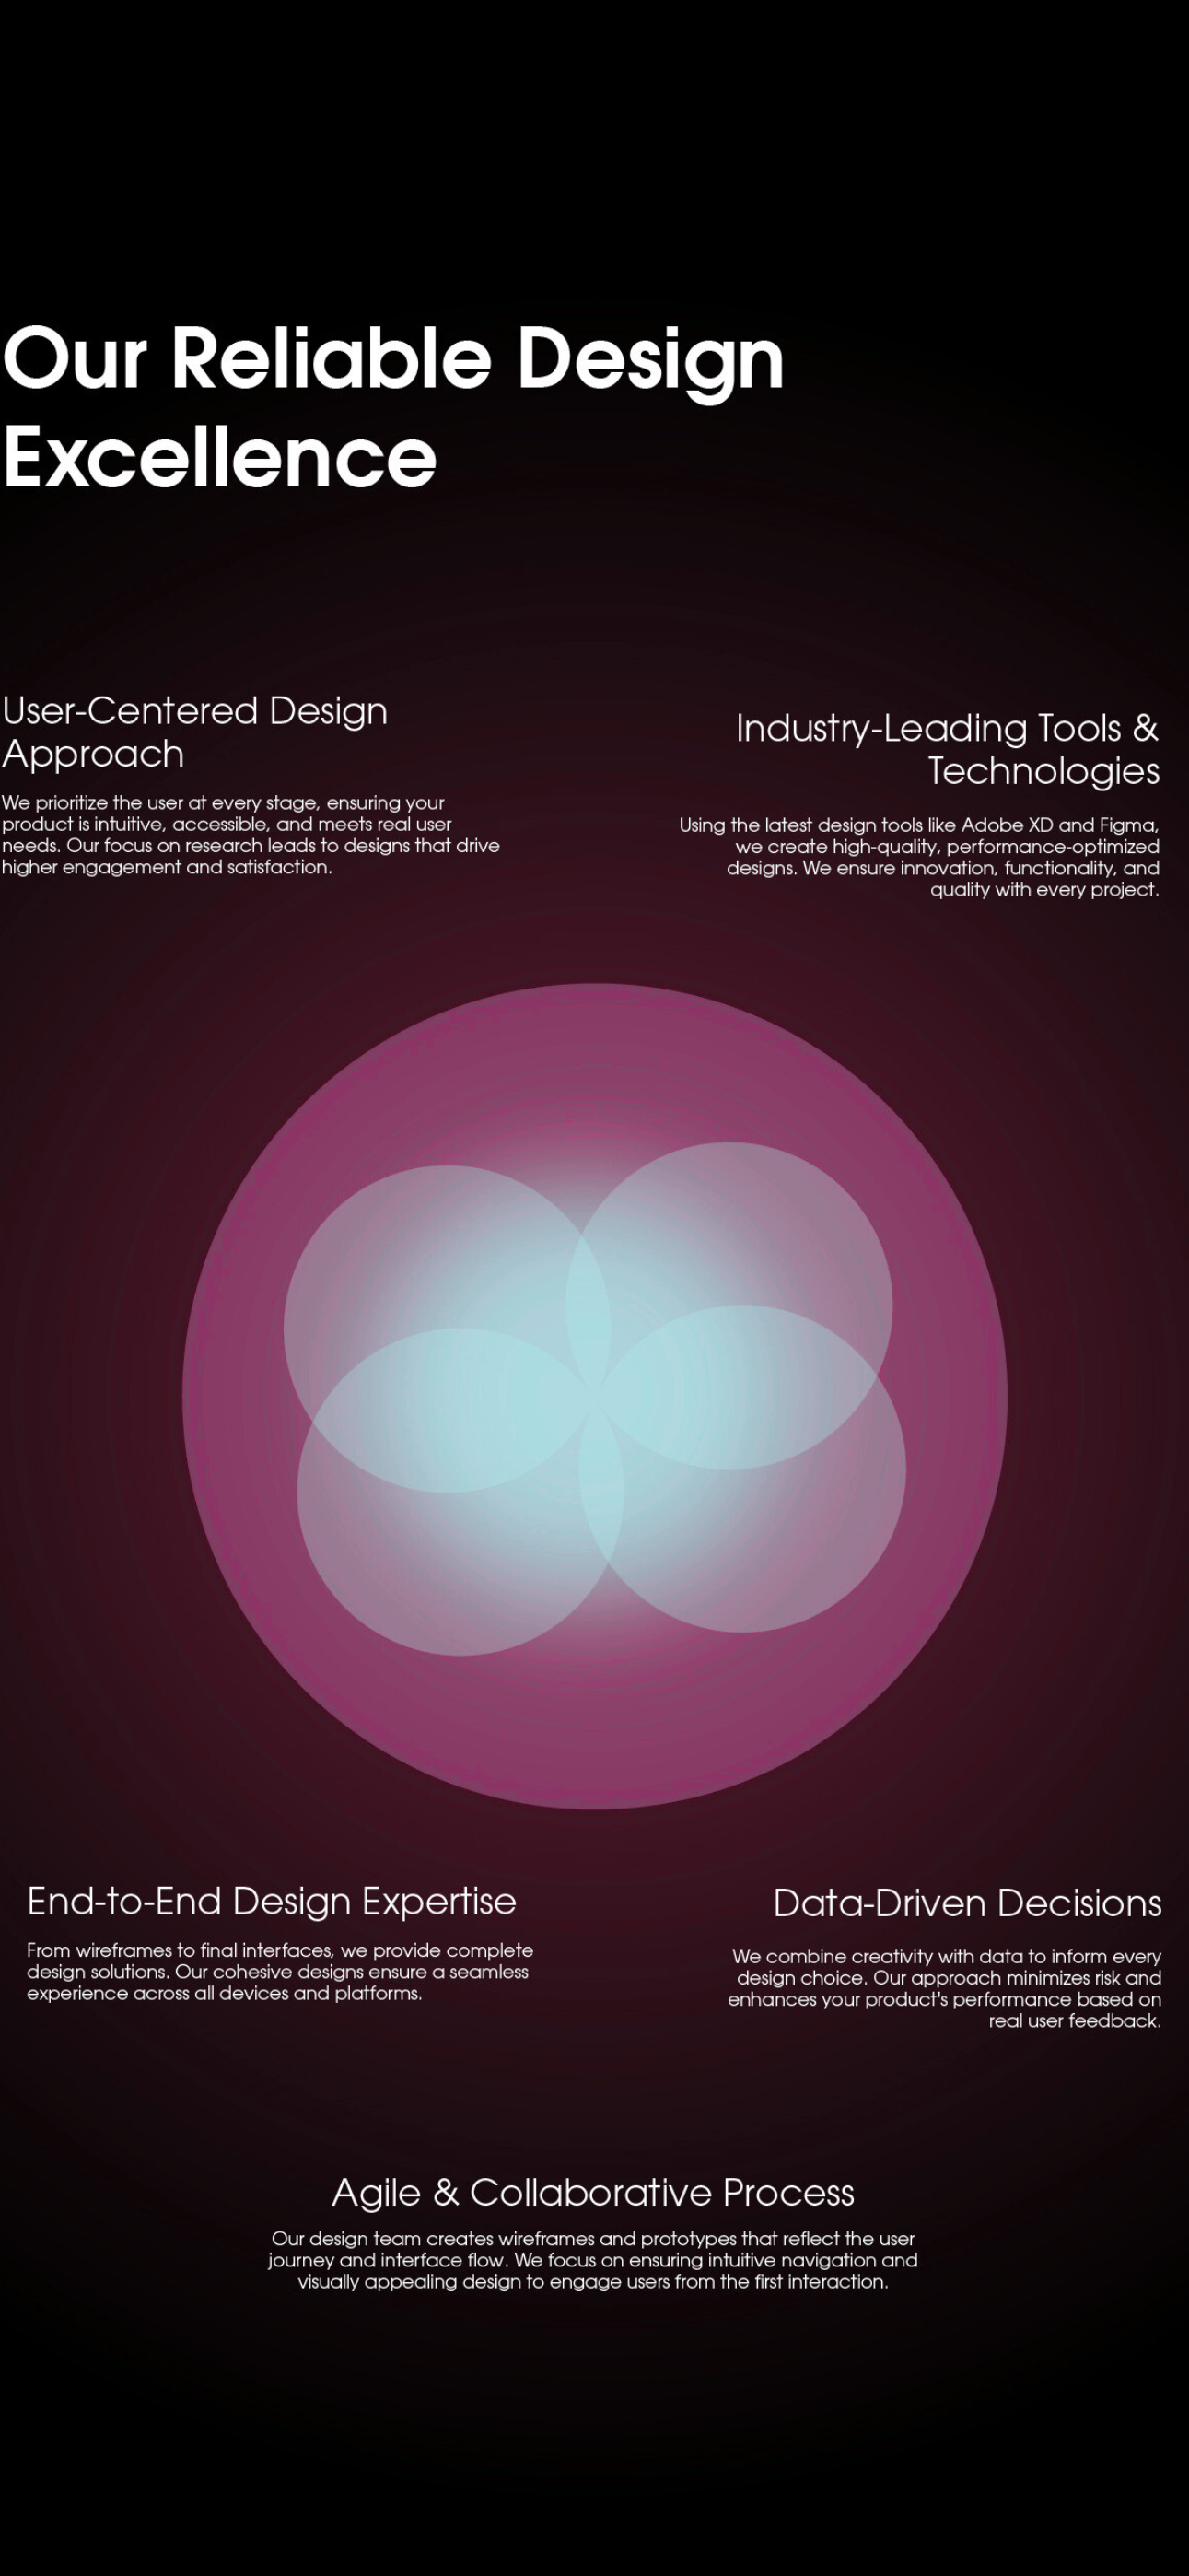 Our Reliable Design
Excellence
User-Centered Design
Approach
We prioritize the user at every stage, ensuring your
product is intuitive, accessible, and meets real user
needs. Our focus on research leads to designs that drive
higher engagement and satisfaction.
Industry-Leading Tools &
Technologies
Using the latest design tools like Adobe XD and Figma,
we create high-quality, performance-optimized
designs. We ensure innovation, functionality, and
quality with every project.
End-to-End Design Expertise
From wireframes to final interfaces, we provide complete
design solutions. Our cohesive designs ensure a seamless
experience across all devices and platforms.
Data-Driven Decisions
We combine creativity with data to inform every
design choice. Our approach minimizes risk and
enhances your product's performance based on
real user feedback.
Agile & Collaborative Process
Our design team creates wireframes and prototypes that reflect the user
journey and interface flow. We focus on ensuring intuitive navigation and
visually appealing design to engage users from the first interaction.